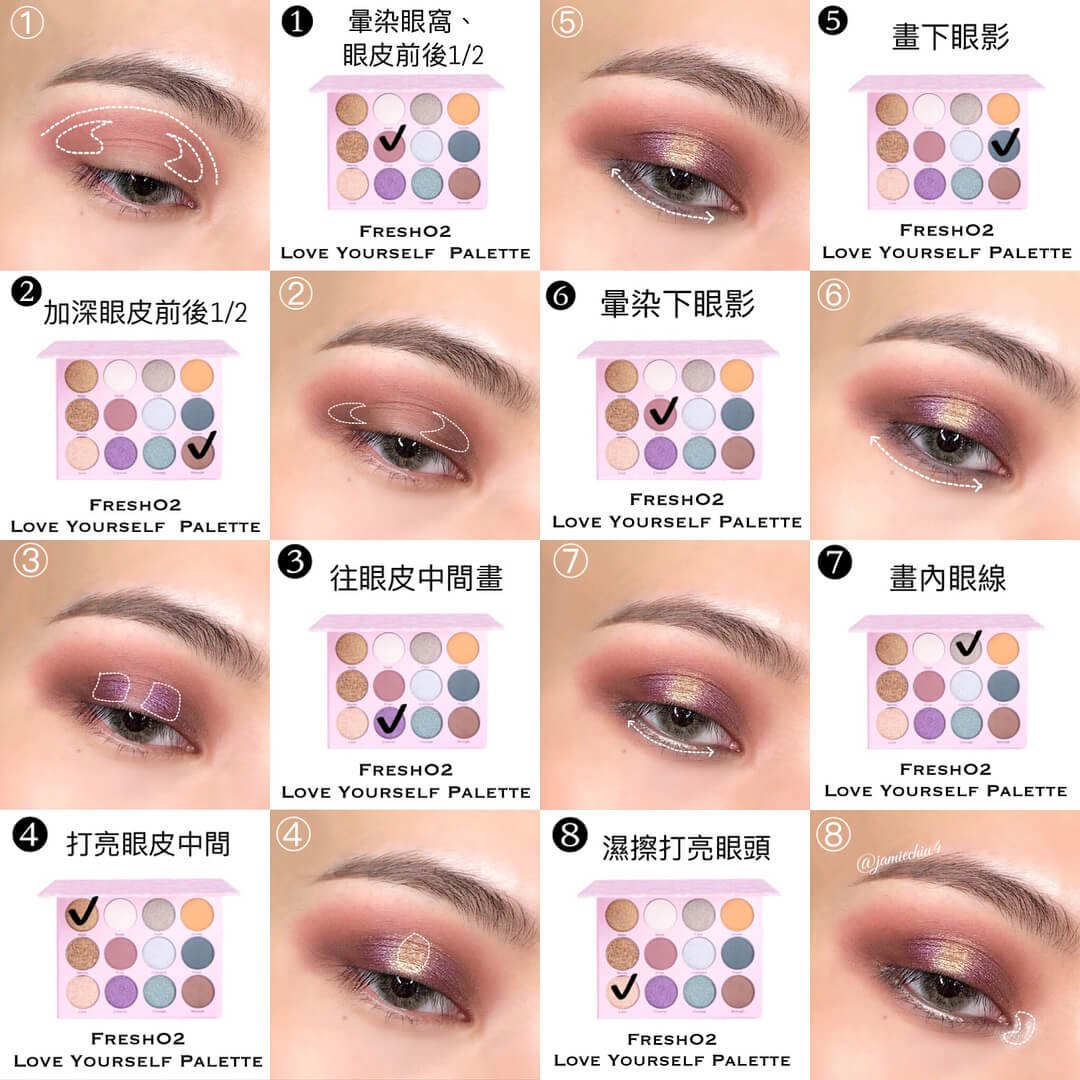 ①
❶
暈染眼窩、
眼皮前後1/2
FreshO2
Love Yourself Palette
❷
加深眼皮前後1/2
FreshO2
Love Yourself Palette
②
③
❸
往眼皮中間畫
FreshO2
Love Yourself Palette
❹
打亮眼皮中間
FreshO2
Love Yourself Palette
④
⑤
❺
畫下眼影
FreshO2
Love Yourself Palette
❻
暈染下眼影
FreshO2
Love Yourself Palette
⑥
⑦
❼
畫內眼線
FreshO2
Love Yourself Palette
❽
濕擦打亮眼頭
FreshO2
Love Yourself Palette
⑧
@jamiechiu4